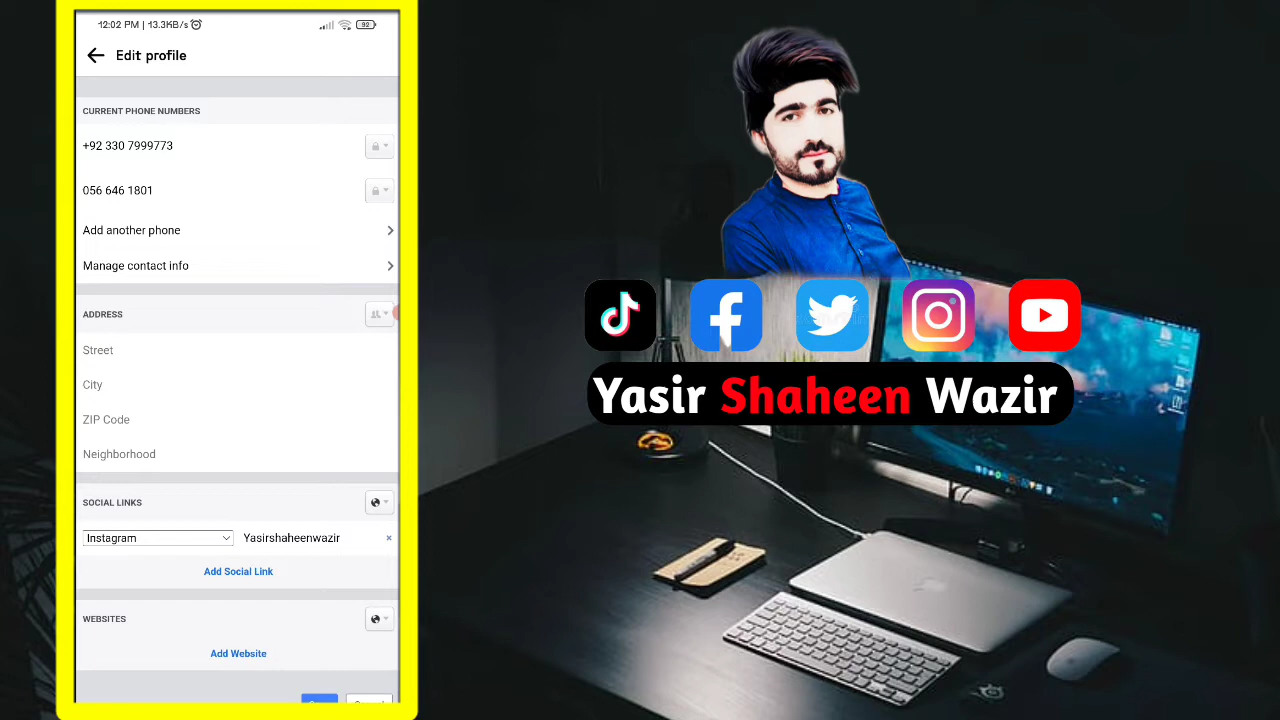 12:02 PM | 13.3KB/s
92
Edit profile
CURRENT PHONE NUMBERS
+92 330 7999773
056 646 1801
Add another phone
Manage contact info
ADDRESS
Street
City
ZIP Code
Neighborhood
SOCIAL LINKS
Instagram
Yasirshaheenwazir
Add Social Link
WEBSITES
Add Website
Yasir Shaheen Wazir